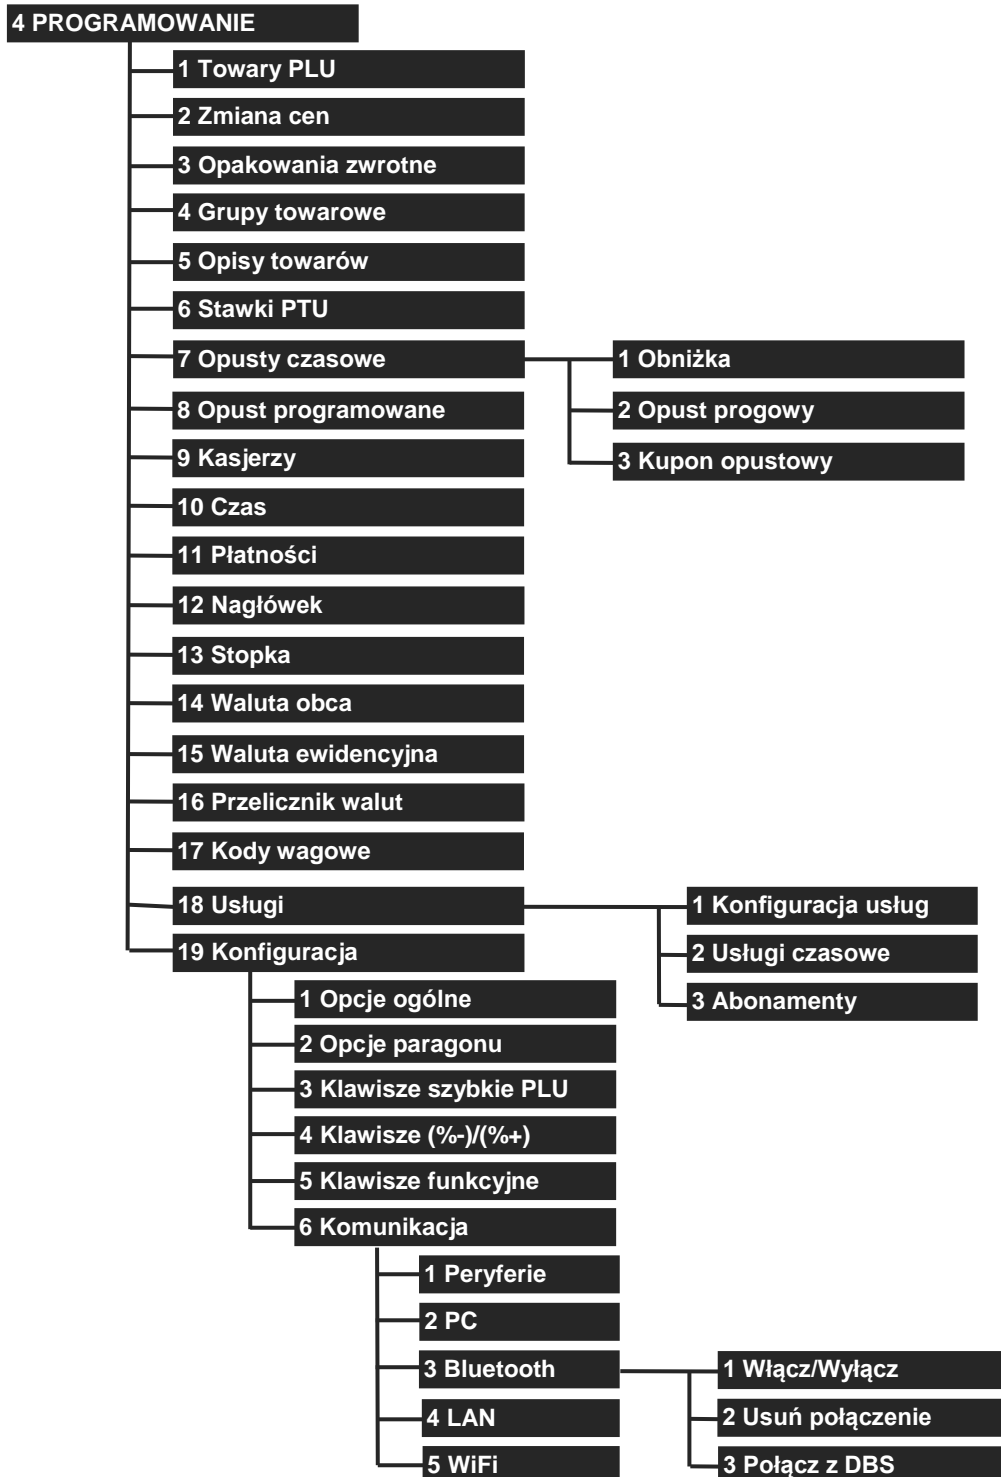 4 PROGRAMOWANIE
1 Towary PLU
2 Zmiana cen
3 Opakowania zwrotne
4 Grupy towarowe
5 Opisy towarów
6 Stawki PTU
7 Opusty czasowe
1 Obniżka
2 Opust progowy
3 Kupon opustowy
8 Opust programowane
9 Kasjerzy
10 Czas
11 Płatności
12 Nagłówek
13 Stopka
14 Waluta obca
15 Waluta ewidencyjna
16 Przelicznik walut
17 Kody wagowe
18 Usługi
1 Konfiguracja usług
2 Usługi czasowe
3 Abonamenty
19 Konfiguracja
1 Opcje ogólne
2 Opcje paragonu
3 Klawisze szybkie PLU
4 Klawisze (%-)/(%+)
5 Klawisze funkcyjne
6 Komunikacja
1 Peryferie
2 PC
3 Bluetooth
1 Włącz/Wyłącz
2 Usuń połączenie
3 Połącz z DBS
4 LAN
5 WiFi